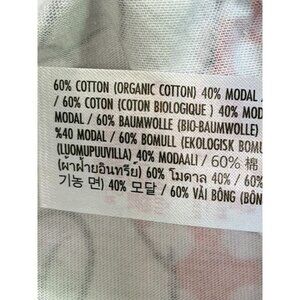 60% COTTON (ORGANIC COTTON) 40% MODAL /
/ 60% COTON (COTON BIOLOGIQUE ) 40% MODA
MODAL / 60% BAUMWOLLE (BIO-BAUMWOLLE)
%40 MODAL / 60% BOMULL (EKOLOGISK BOMU
(LUOMUPUUVILLA) 40% MODAALI / 60% 棉
(ผ้าฝ้ายอินทรีย์) 60% โมดาล 40% / 60%
기농 면) 40% 모달 / 60% VẢI BÔNG (BÔN